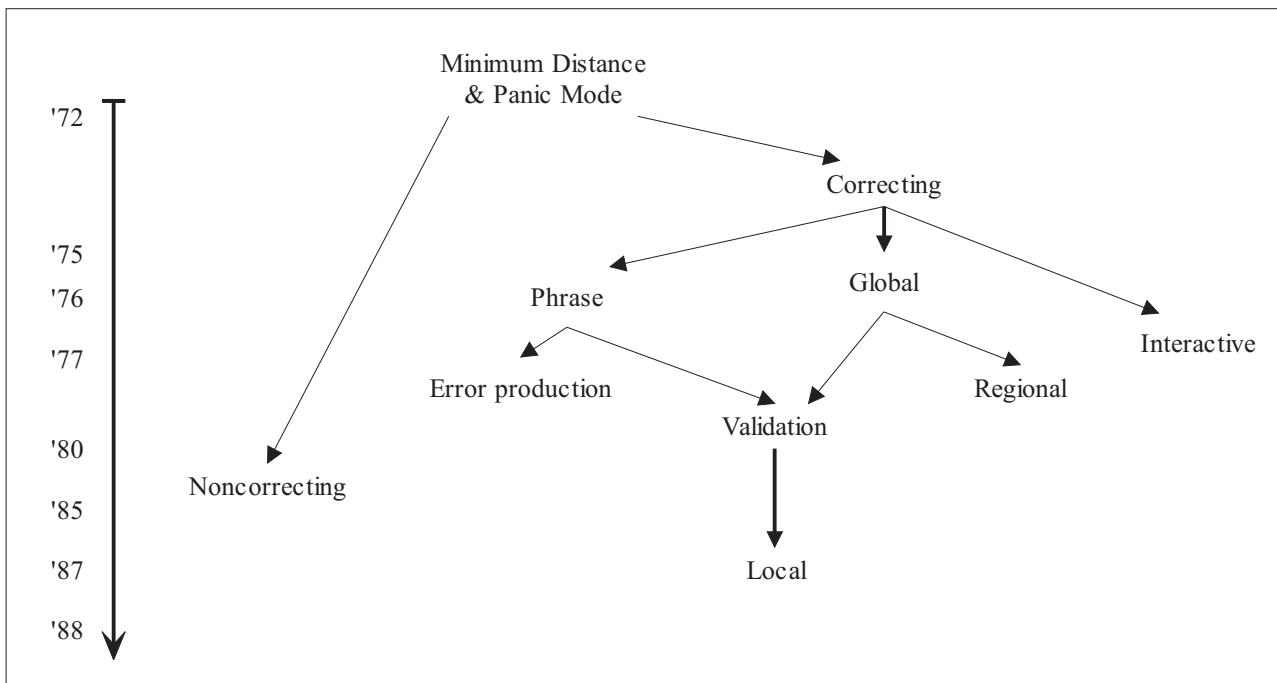 Minimum Distance
& Panic Mode
'72
Correcting
'75
Global
'76
Phrase
Interactive
'77
Error production
Regional
Validation
'80
Noncorrecting
'85
'87
Local
'88